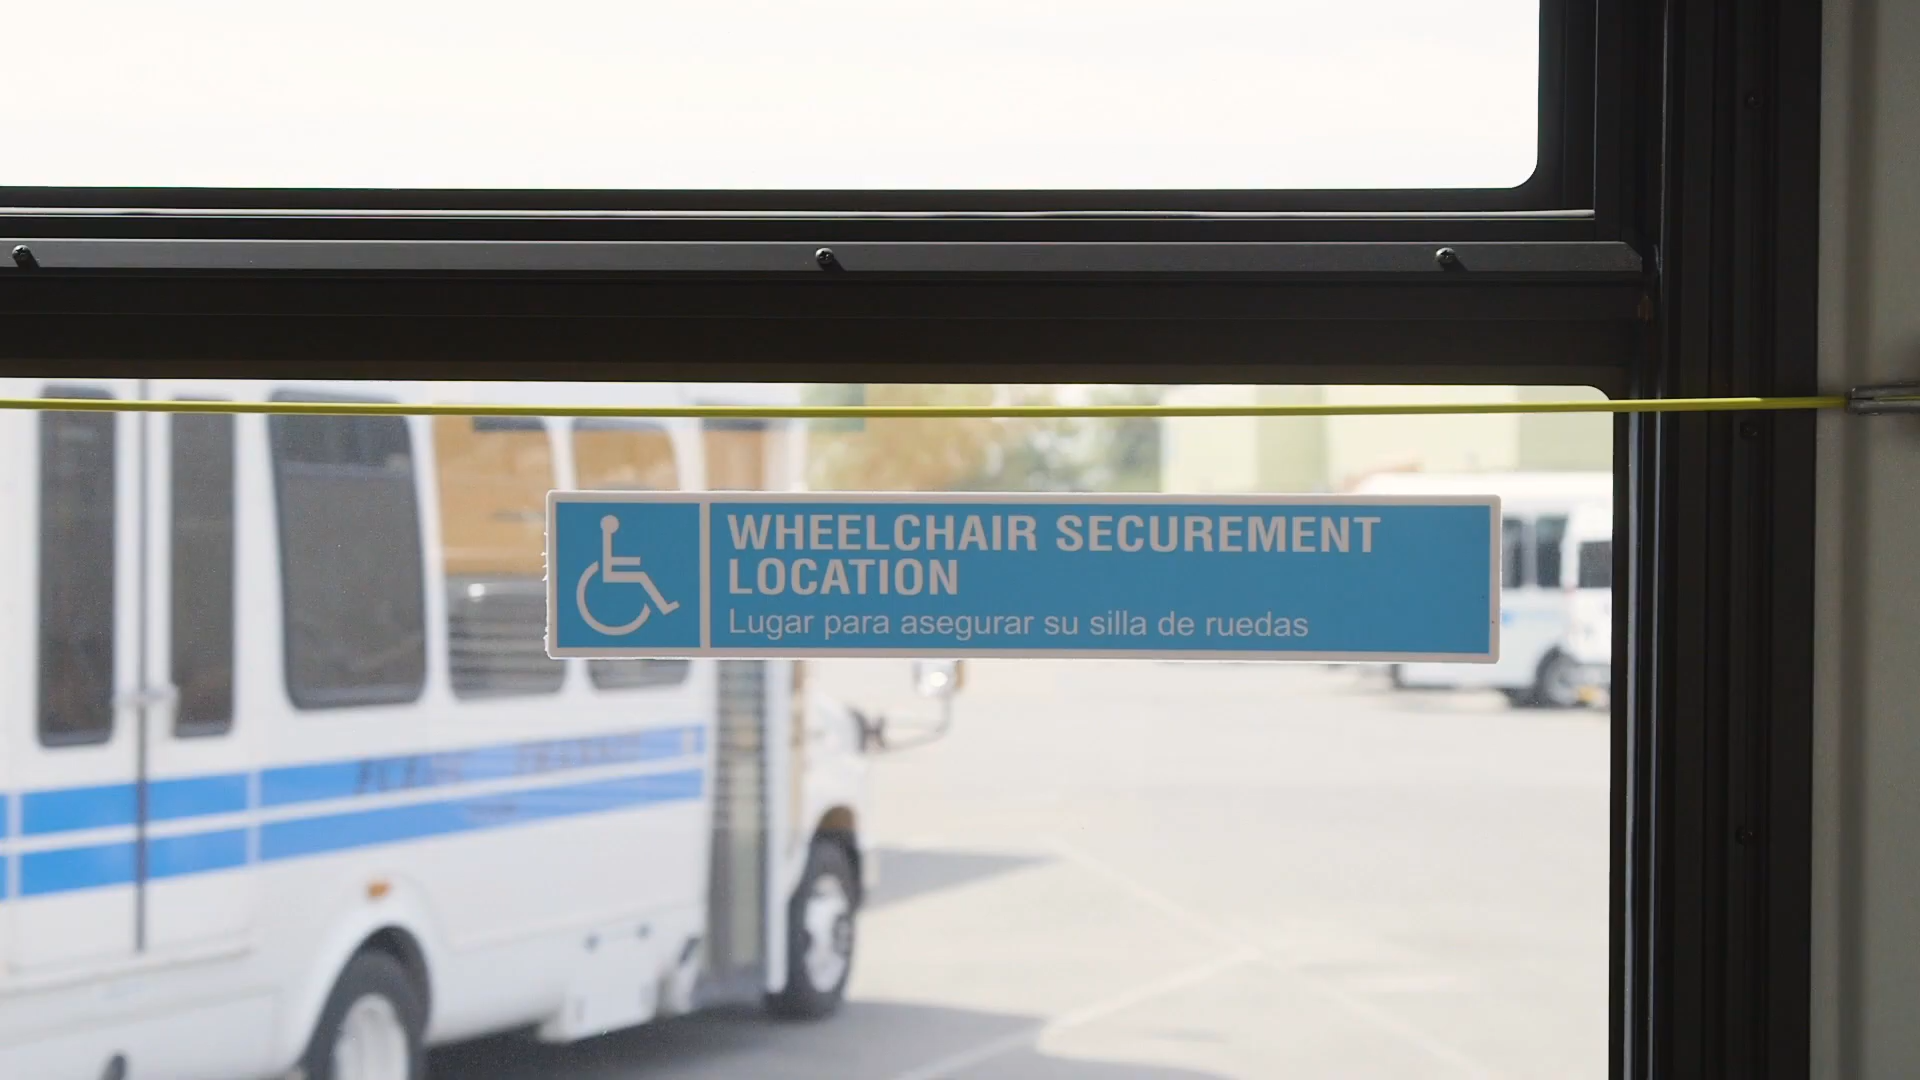 WHEELCHAIR SECUREMENT
LOCATION
Lugar para asegurar su silla de ruedas